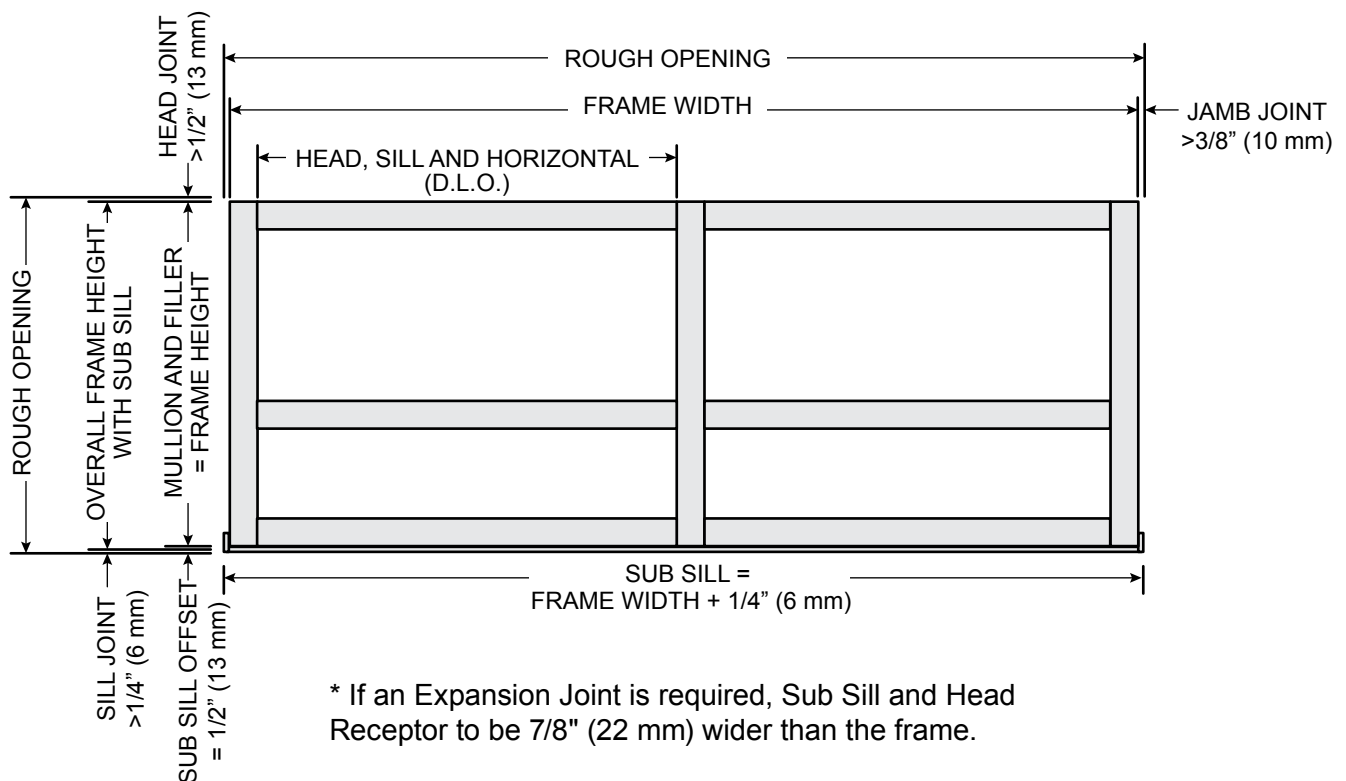 ROUGH OPENING
FRAME WIDTH
HEAD, SILL AND HORIZONTAL
(D.L.O.)
JAMB JOINT
>3/8” (10 mm)
HEAD JOINT
>1/2” (13 mm)
ROUGH OPENING
OVERALL FRAME HEIGHT
WITH SUB SILL
MULLION AND FILLER
= FRAME HEIGHT
SILL JOINT
>1/4” (6 mm)
SUB SILL OFFSET
= 1/2” (13 mm)
SUB SILL =
FRAME WIDTH + 1/4” (6 mm)
* If an Expansion Joint is required, Sub Sill and Head
Receptor to be 7/8" (22 mm) wider than the frame.